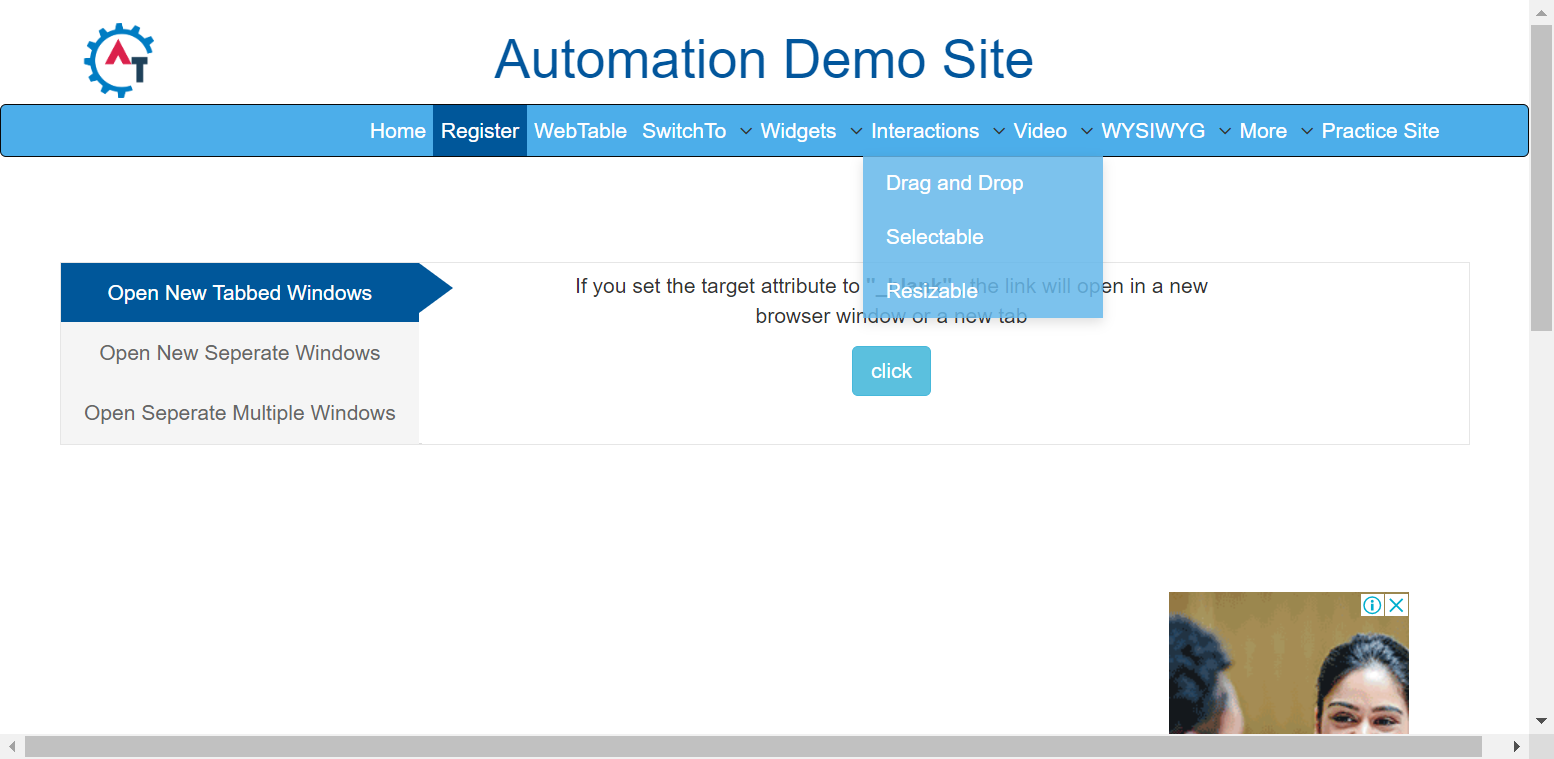 AT
Automation Demo Site
Home Register WebTable SwitchTo Widgets Interactions Video WYSIWYG More Practice Site
Drag and Drop
Selectable
Resizable
Open New Tabbed Windows
Open New Seperate Windows
Open Seperate Multiple Windows
If you set the target attribute to "_blank" , the link will open in a new
browser window or a new tab
click